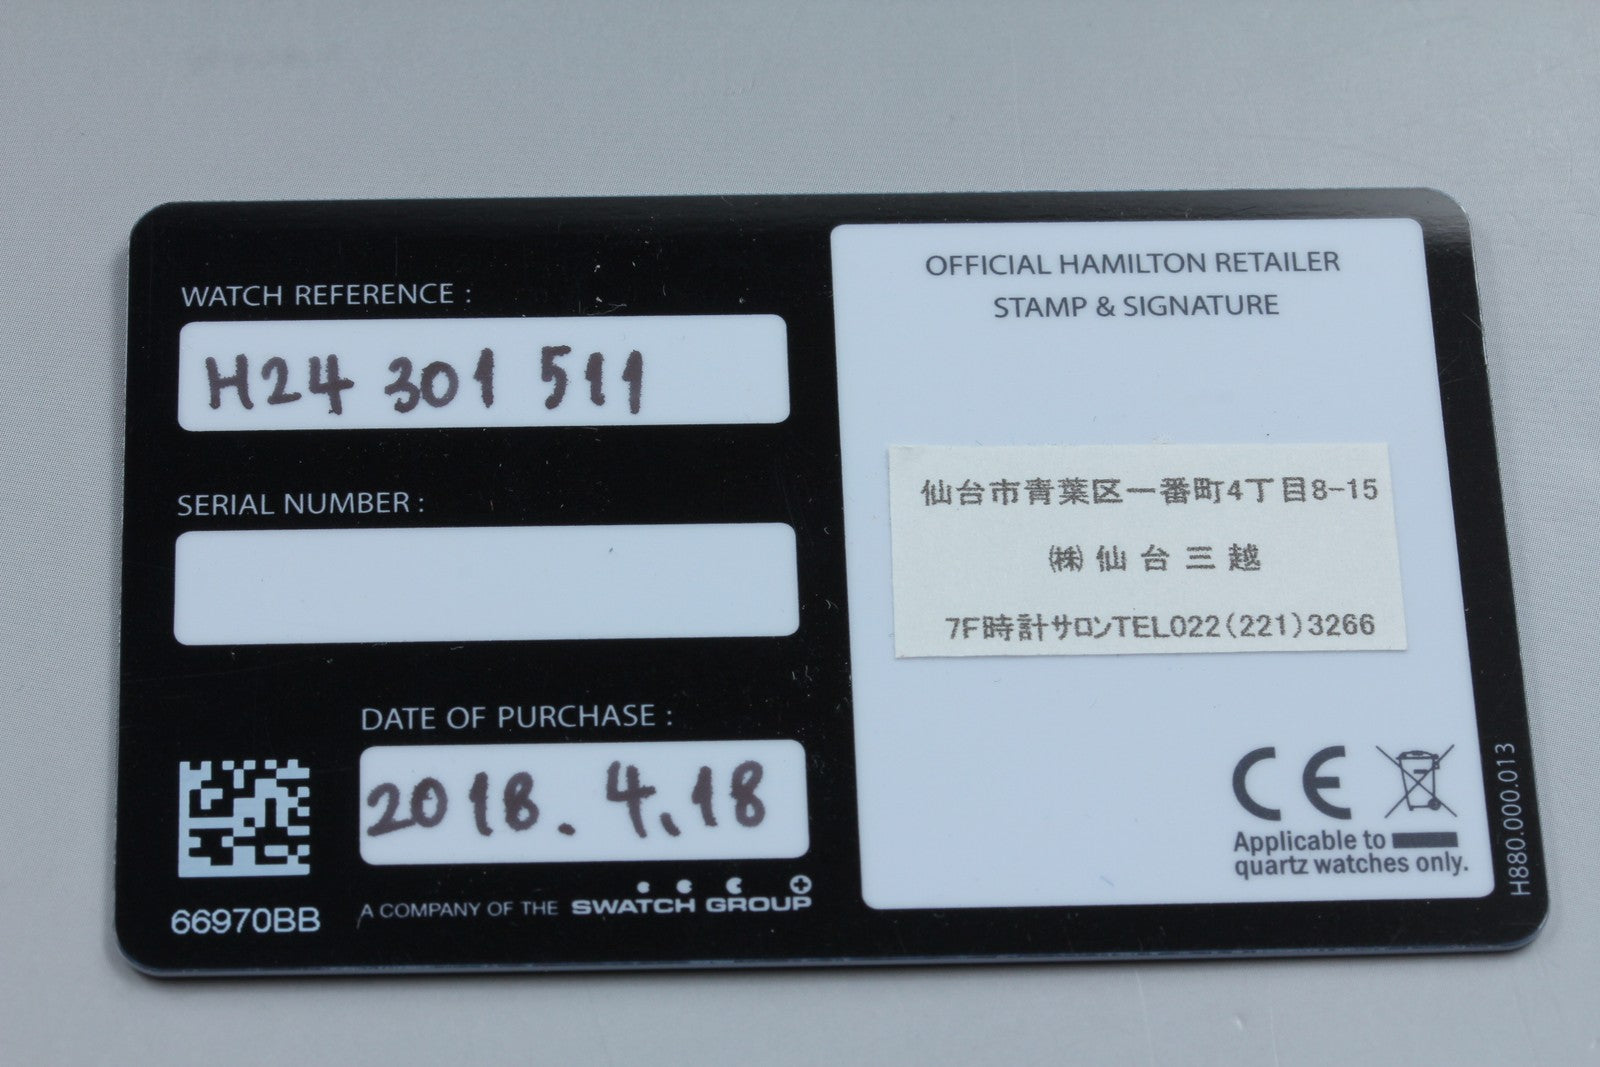 WATCH REFERENCE :
H24 301 511
SERIAL NUMBER :
DATE OF PURCHASE :
2018. 4.18
66970BB
A COMPANY OF THE SWATCH GROUP
OFFICIAL HAMILTON RETAILER
STAMP & SIGNATURE
仙台市青葉区一番町4丁目8-15
㈱ 仙台三越
7F時計サロンTEL022(221)3266
CE
Applicable to
quartz watches only.
H880.000.013